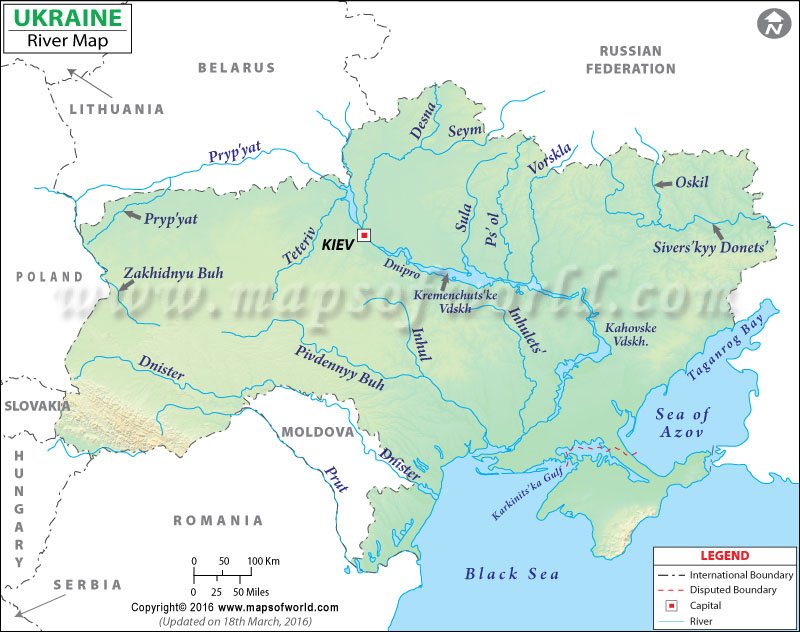 UKRAINE
River Map
BELARUS
RUSSIAN
FEDERATION
N
LITHUANIA
Desna
Seym
Pryp'yat
Vorskla
Oskil
Pryp'yat
Sula
Ps' ol
Teteriv
KIEV
Sivers'kyy Donets'
POLAND
Zakhidnyu Buh
Dnipro
www.mapsofworld.com
Kremenchuts'ke
Vdskh
Inhul
Inhulets'
Kahovske
Vdskh.
Taganrog Bay
Dnister
Pivdennyy Buh
SLOVAKIA
Sea of
Azov
MOLDOVA
HUNGARY
Dnister
Prut
Karkinits'ka Gulf
ROMANIA
0 50 100 Km
0 25 50 Miles
Black Sea
SERBIA
Copyright © 2016 www.mapsofworld.com
(Updated on 18th March, 2016)
LEGEND
International Boundary
Disputed Boundary
Capital
River